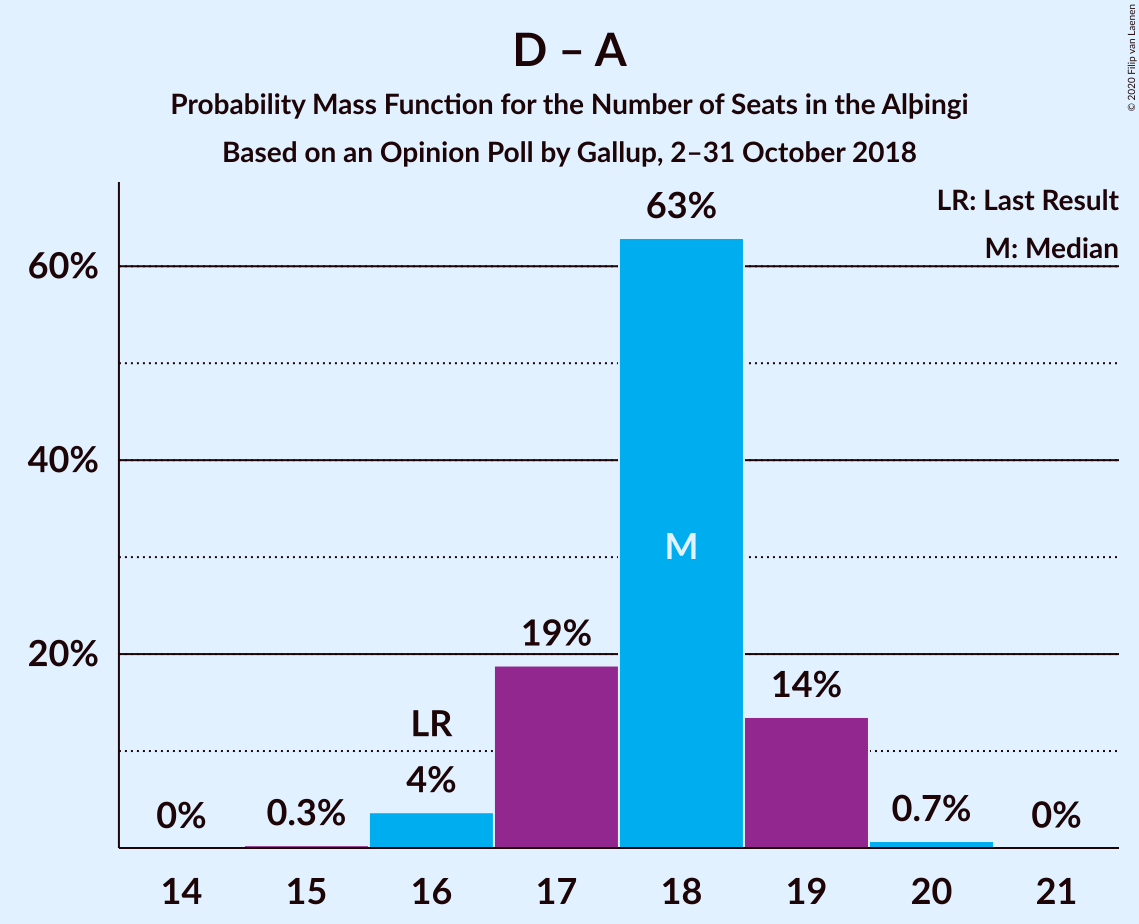 D – A
Probability Mass Function for the Number of Seats in the Alþingi
Based on an Opinion Poll by Gallup, 2–31 October 2018
© 2020 Filip van Laenen
LR: Last Result
M: Median
60%
40%
20%
0%
0.3%
LR
4%
19%
63%
M
14%
0.7%
0%
14 15 16 17 18 19 20 21